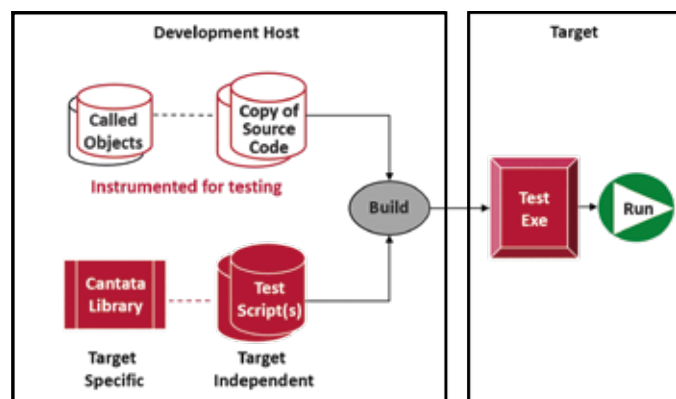 Development Host
Target
Called
Objects
Copy of
Source
Code
Instrumented for testing
Build
Test
Exe
Run
Cantata
Library
Test
Script(s)
Target
Specific
Target
Independent